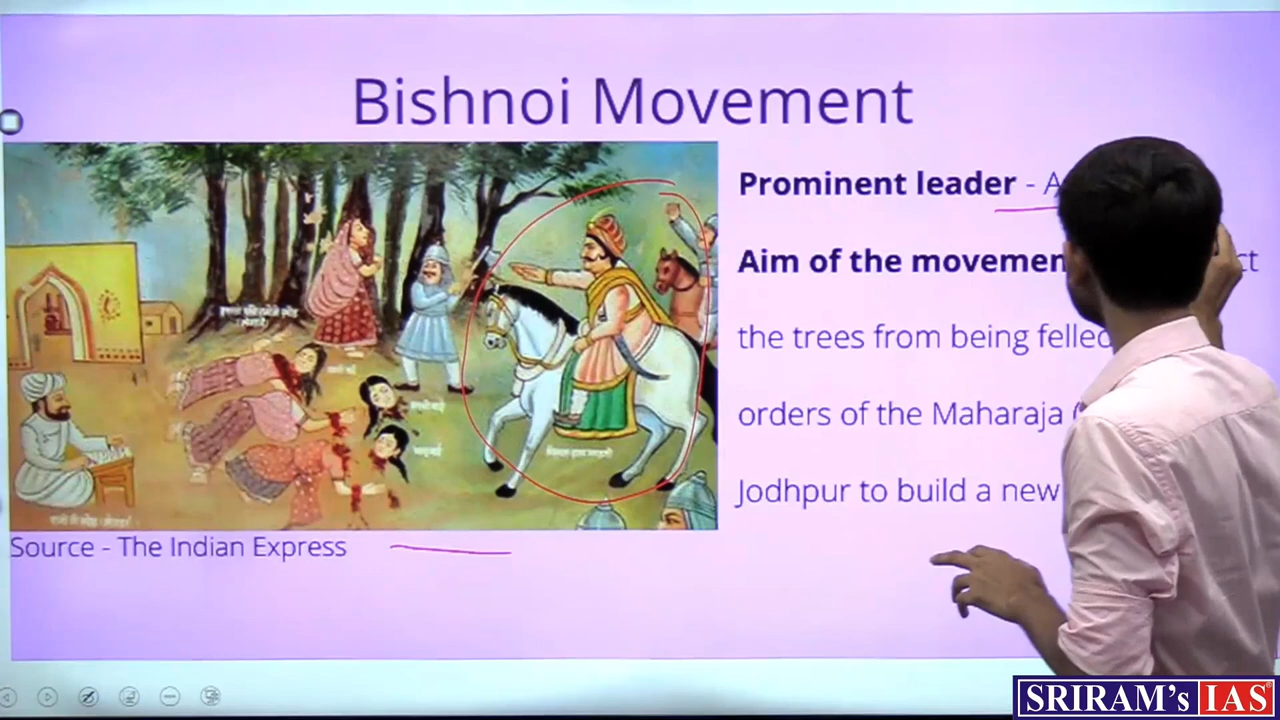 Bishnoi Movement
Prominent leader - A
Aim of the movemen ct
the trees from being felled
orders of the Maharaja
Jodhpur to build a new
Source - The Indian Express
SRIRAM's IAS